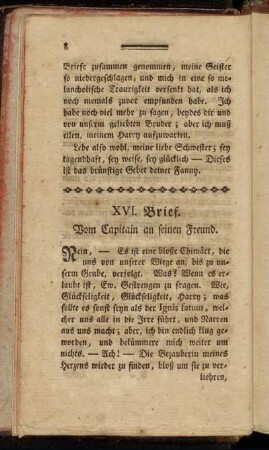 8
Briefe zusammen genommen, meine Geister
so niedergeschlagen, und mich in eine so me-
lancholische Traurigkeit versenkt hat, als ich
noch niemals zuvor empfunden habe. Ich
habe noch viel mehr zu sagen, beydes dir und
von unserm geliebten Bruder; aber ich muß
eilen, meinem Harry aufzuwarten.
Lebe also wohl, meine liebe Schwester; sey
tugendhaft, sey weise, sey glücklich — Dieses
ist das brünstige Gebet deiner Fanny.
XVI. Brief.
Vom Capitain an seinen Freund.
Nein, — Es ist eine bloße Chimäre, die
uns von unserer Wiege an, bis zu un-
serm Grabe, verfolgt. Was? Wenn es er-
laubt ist, Ew. Gestrengen zu fragen. Wie,
Glückseligkeit, Glückseligkeit, Harry; was
sollte es sonst seyn als der Ignis fatuus, wel-
cher uns alle in die Irre führt, und Narren
aus uns macht; aber, ich bin endlich klug ge-
worden, und bekümmere mich weiter um
nichts. — Ach! — Die Bezauberin meines
Herzens wieder zu finden, bloß um sie zu ver-
liehren,